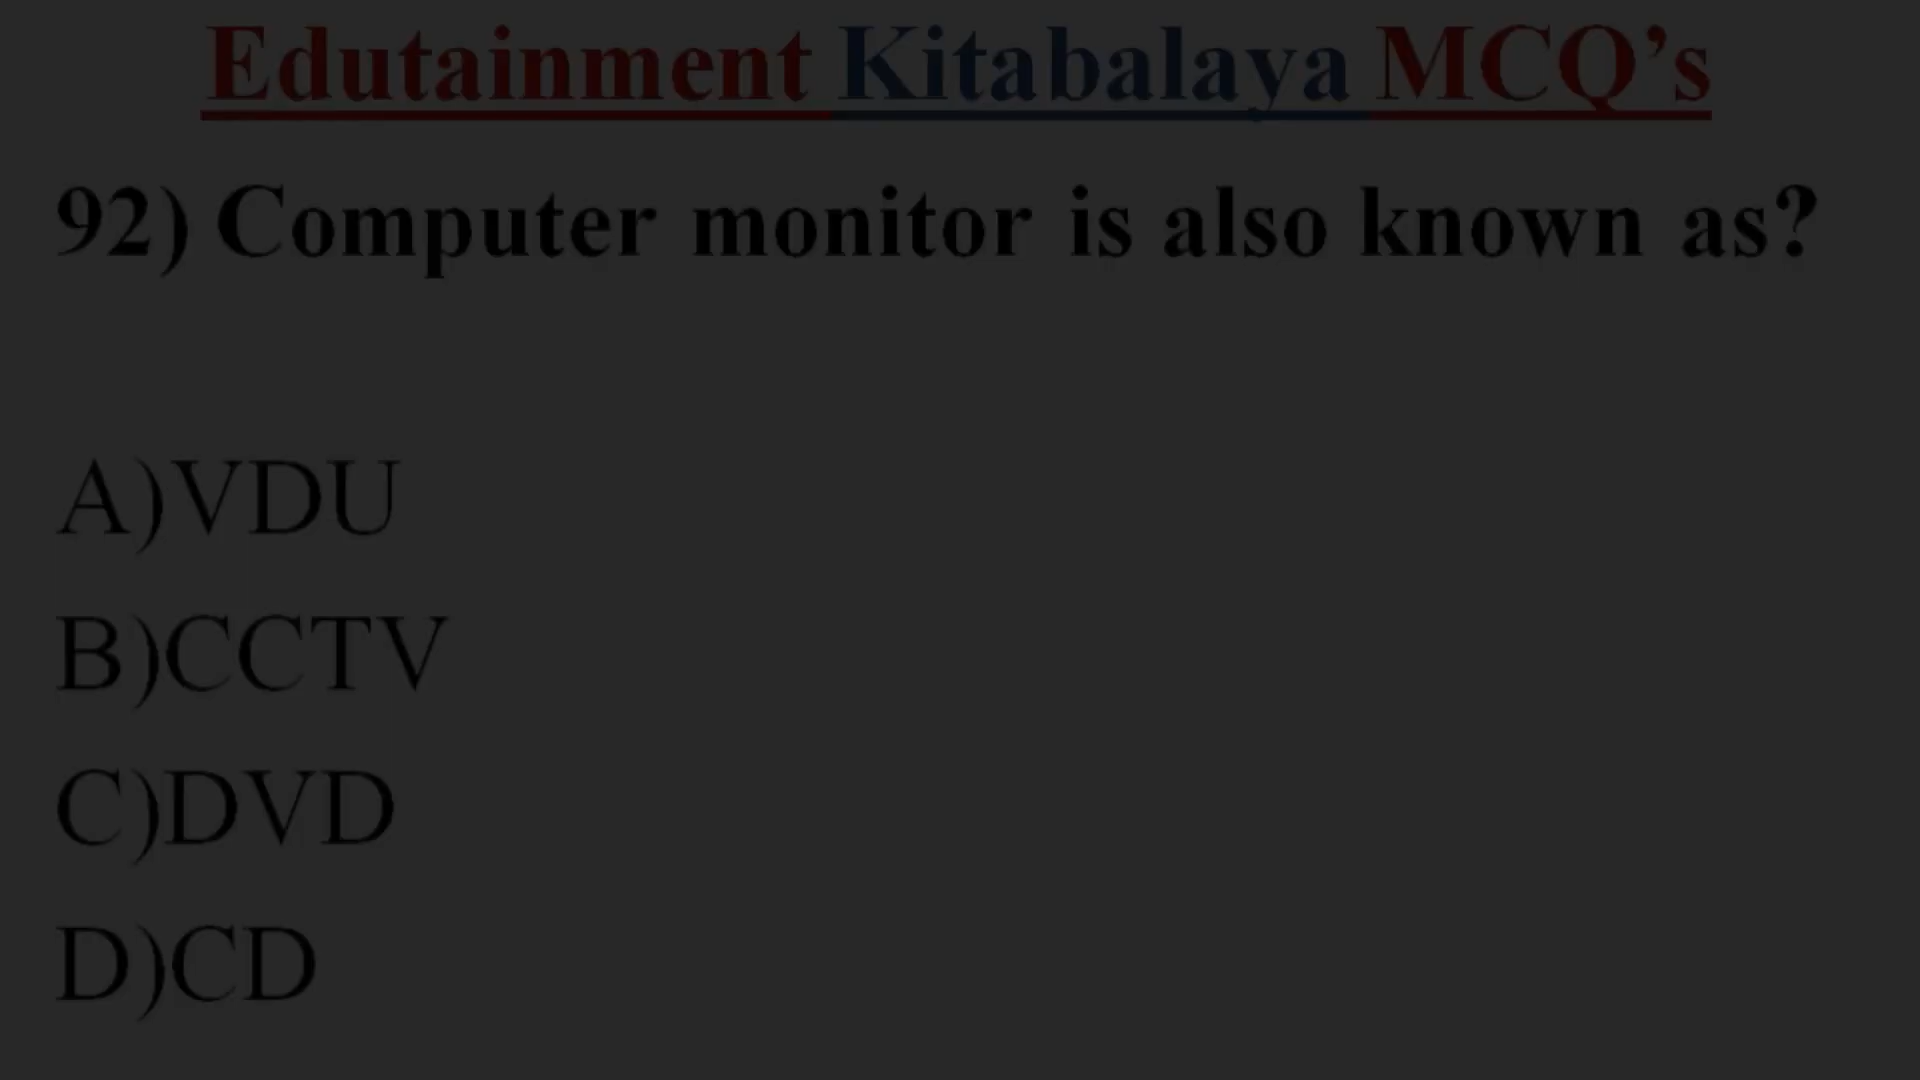 Edutainment Kitabalaya MCQ’s
92) Computer monitor is also known as?
A)VDU
B)CCTV
C)DVD
D)CD